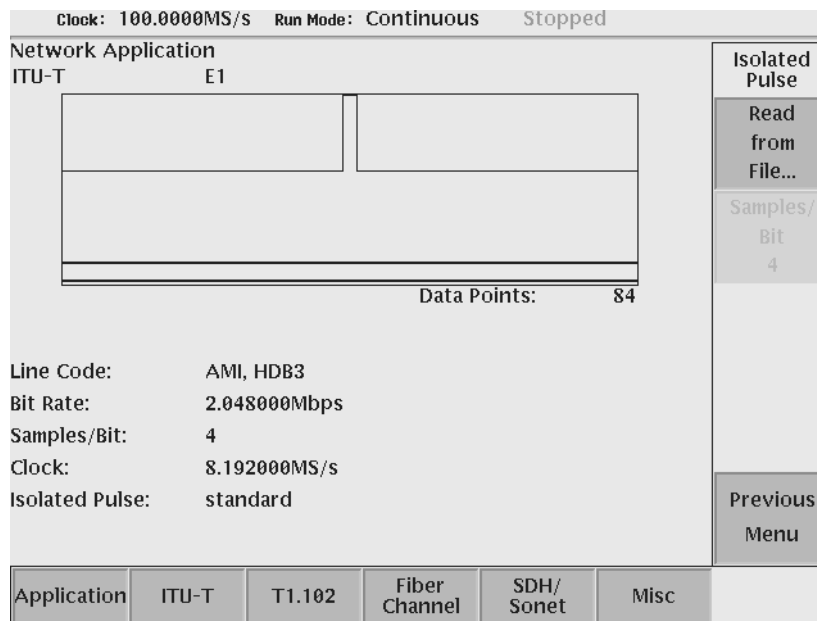 Clock: 100.0000MS/s Run Mode: Continuous Stopped
Network Application
ITU-T E1
Data Points: 84
Line Code: AMI, HDB3
Bit Rate: 2.048000Mbps
Samples/Bit: 4
Clock: 8.192000MS/s
Isolated Pulse: standard
Isolated
Pulse
Read
from
File...
Samples/
Bit
4
Previous
Menu
Application ITU-T T1.102 Fiber Channel SDH/ Sonet Misc